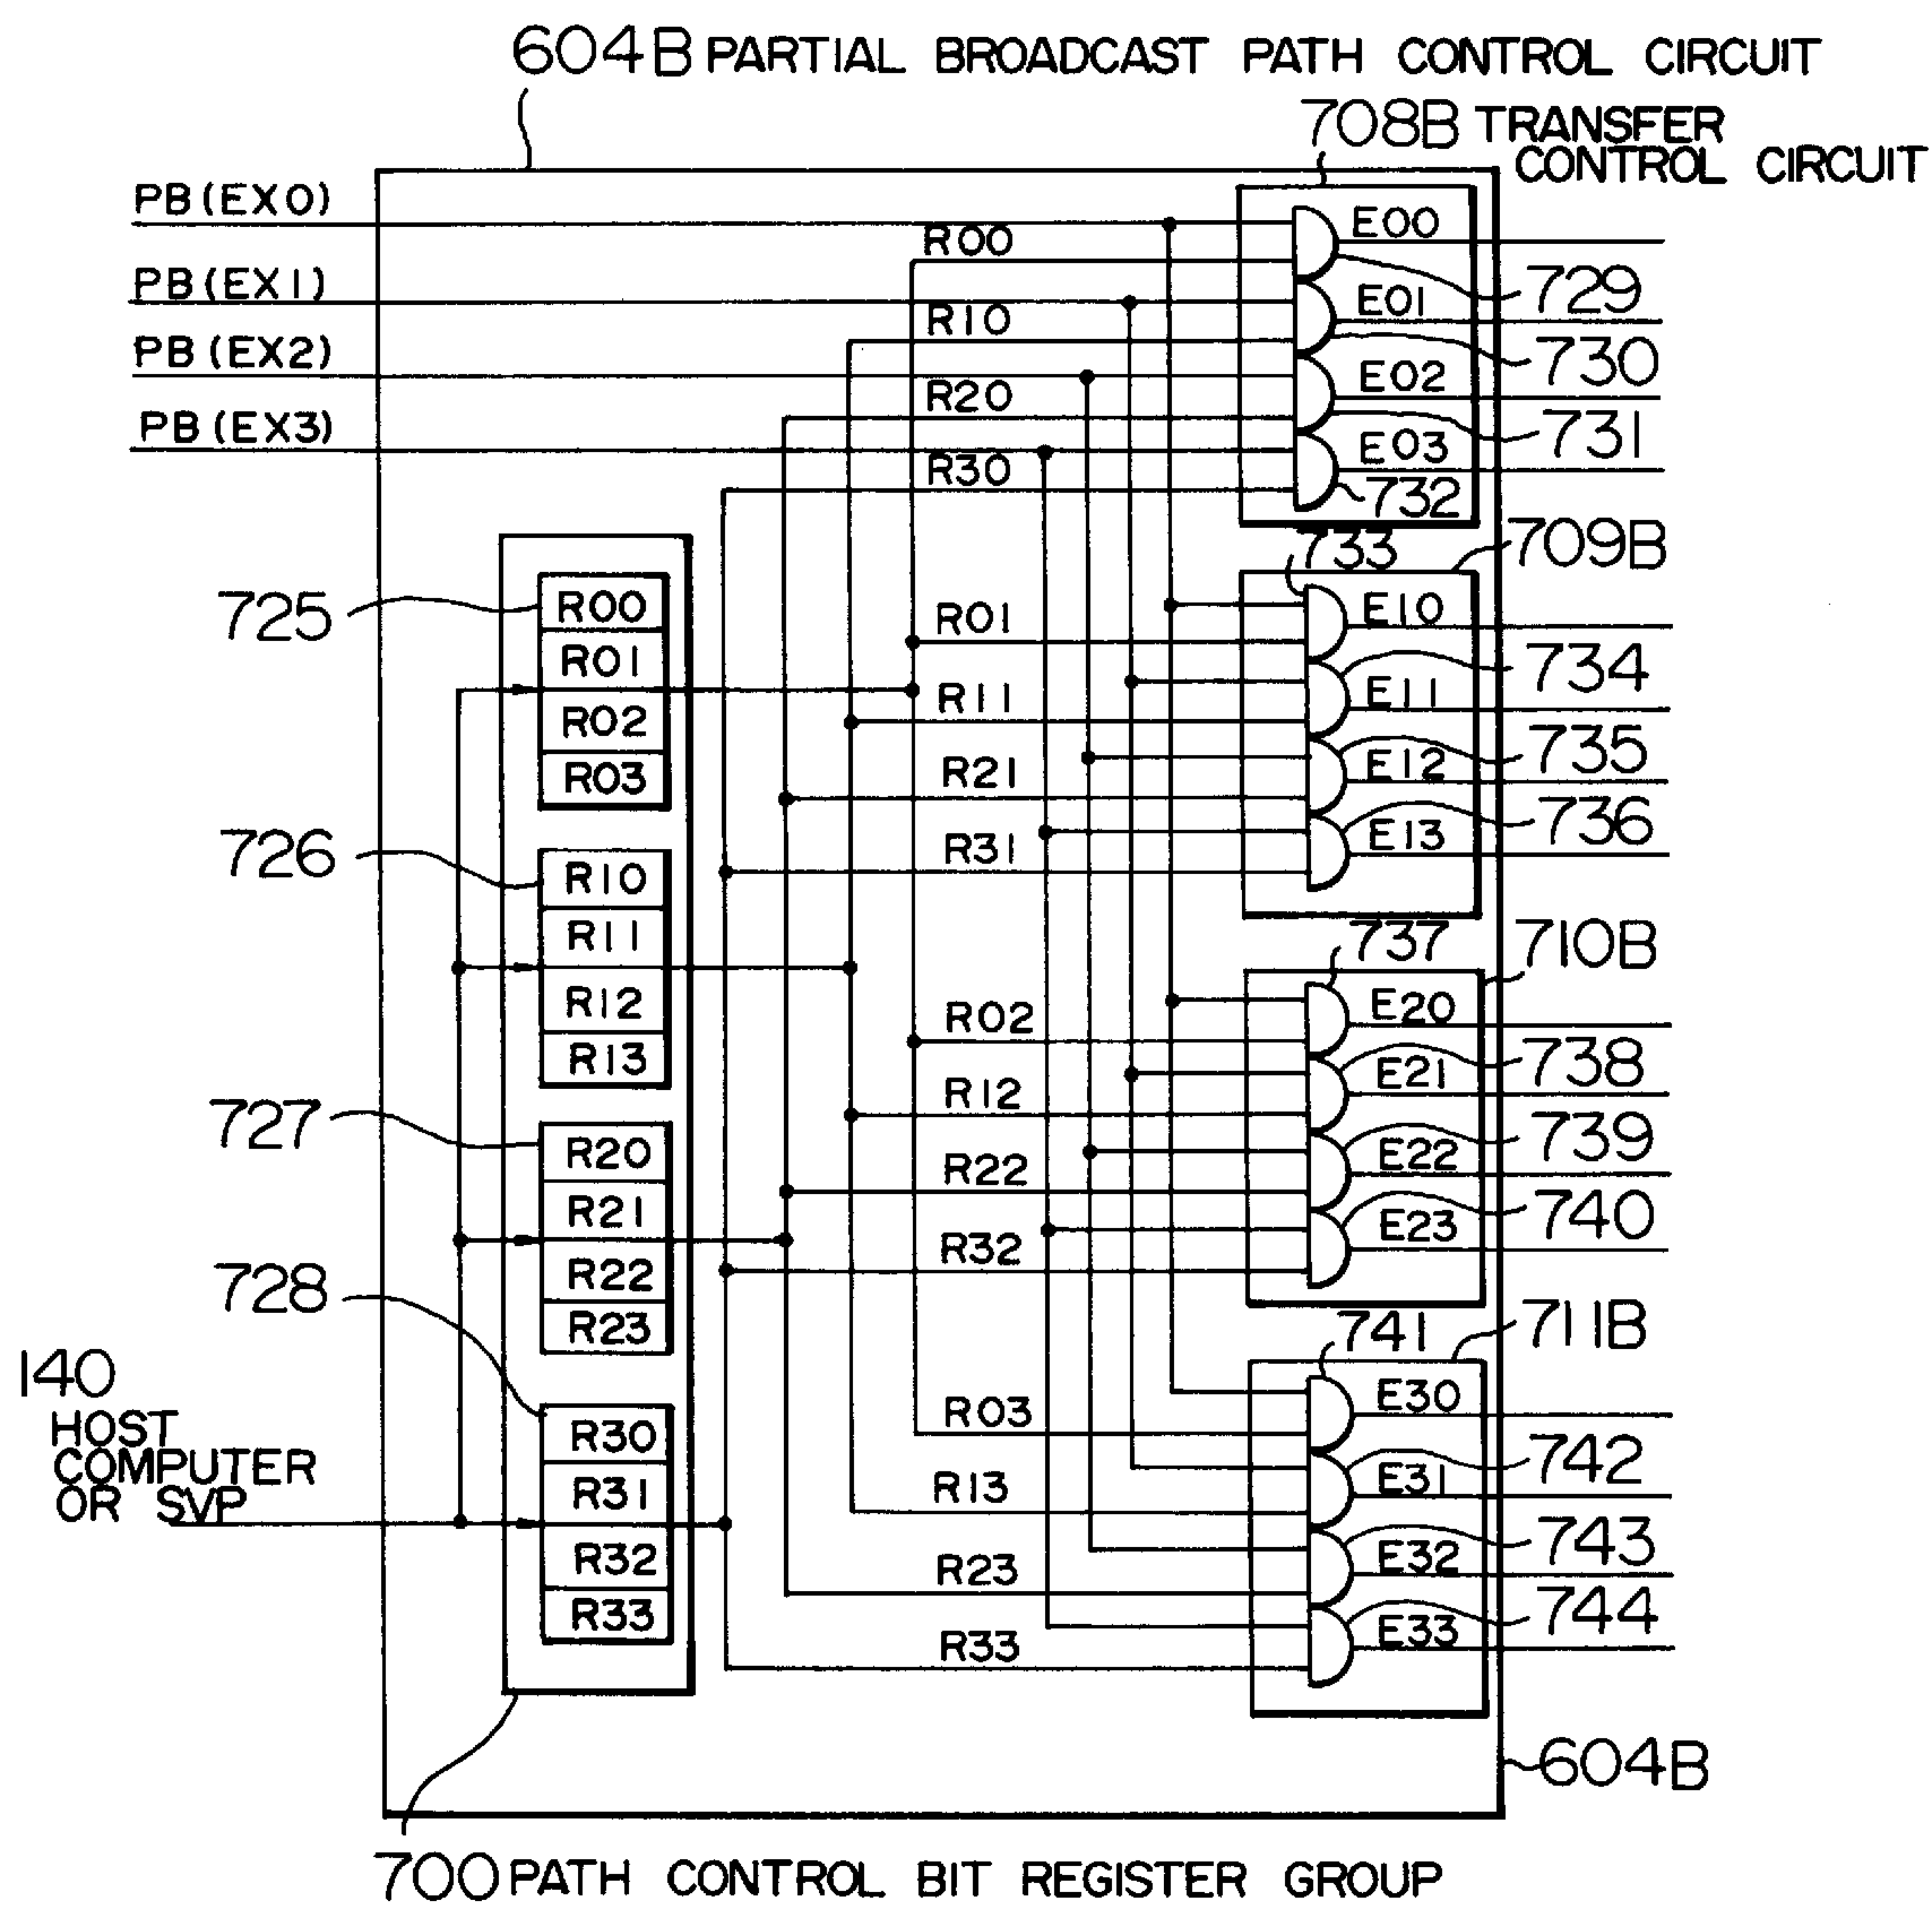 604B PARTIAL BROADCAST PATH CONTROL CIRCUIT
708B TRANSFER
CONTROL CIRCUIT
PB(EX0)
PB(EX1)
PB(EX2)
PB(EX3)
R00
R10
R20
R30
E00
729
E01
730
E02
731
E03
732
709B
733
725
R00
R01
R02
R03
R01
R11
R21
R31
E10
734
E11
735
E12
736
E13
726
R10
R11
R12
R13
737
710B
R02
R12
R22
R32
E20
738
E21
739
E22
740
E23
727
R20
R21
R22
R23
728
R30
R31
R32
R33
741
711B
140
HOST
COMPUTER
OR SVP
R03
R13
R23
R33
E30
742
E31
743
E32
744
E33
604B
700 PATH CONTROL BIT REGISTER GROUP